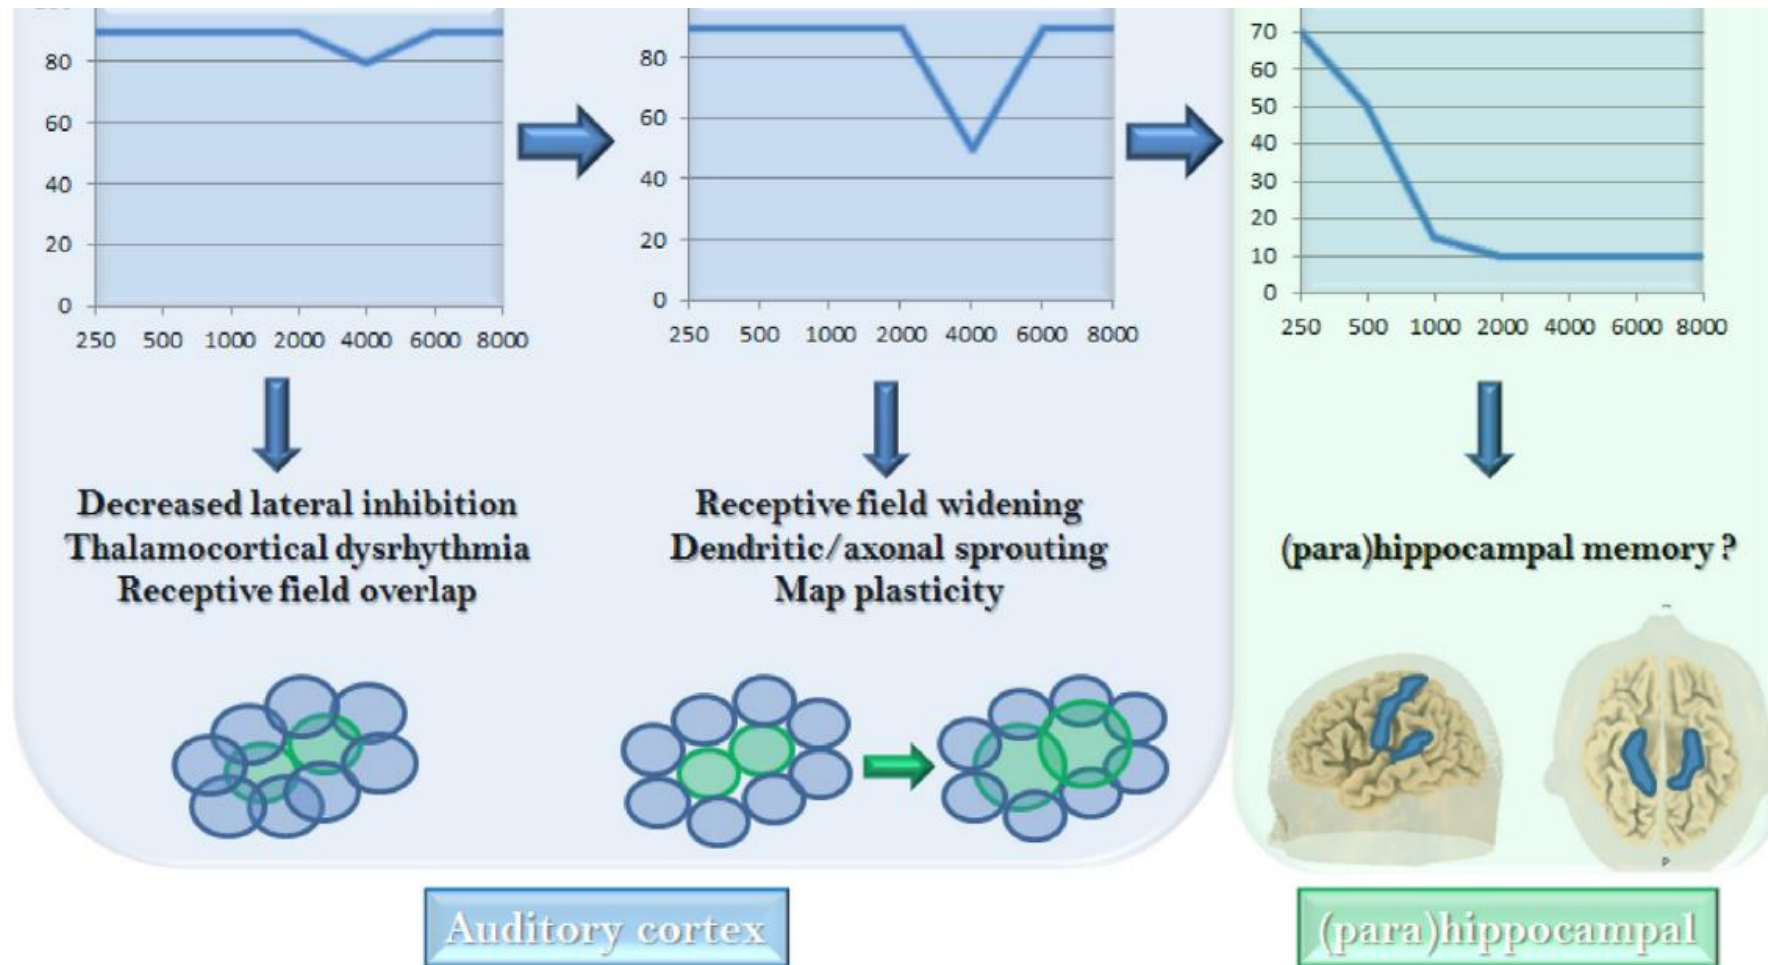 80
60
40
20
0
250 500 1000 2000 4000 6000 8000
80
60
40
20
0
250 500 1000 2000 4000 6000 8000
70
60
50
40
30
20
10
0
250 500 1000 2000 4000 6000 8000
Decreased lateral inhibition
Thalamocortical dysrhythmia
Receptive field overlap
Receptive field widening
Dendritic/axonal sprouting
Map plasticity
(para)hippocampal memory ?
P
Auditory cortex
(para)hippocampal